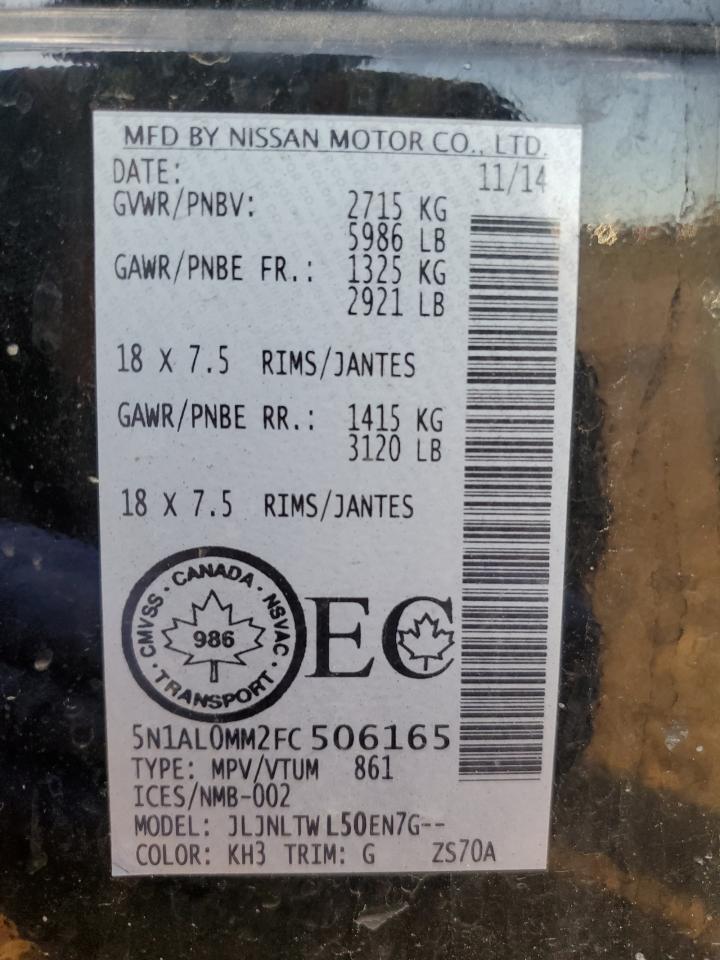 MFD BY NISSAN MOTOR CO., LTD.
DATE: 11/14
GVWR/PNBV: 2715 KG
5986 LB
GAWR/PNBE FR.: 1325 KG
2921 LB
18 X 7.5 RIMS/JANTES
GAWR/PNBE RR.: 1415 KG
3120 LB
18 X 7.5 RIMS/JANTES
CMVSS · CANADA · NSVAC · TRANSPORT ·
986
EC
5N1AL0MM2FC506165
TYPE: MPV/VTUM 861
ICES/NMB-002
MODEL: JLJNLTWL50EN7G--
COLOR: KH3 TRIM: G ZS70A